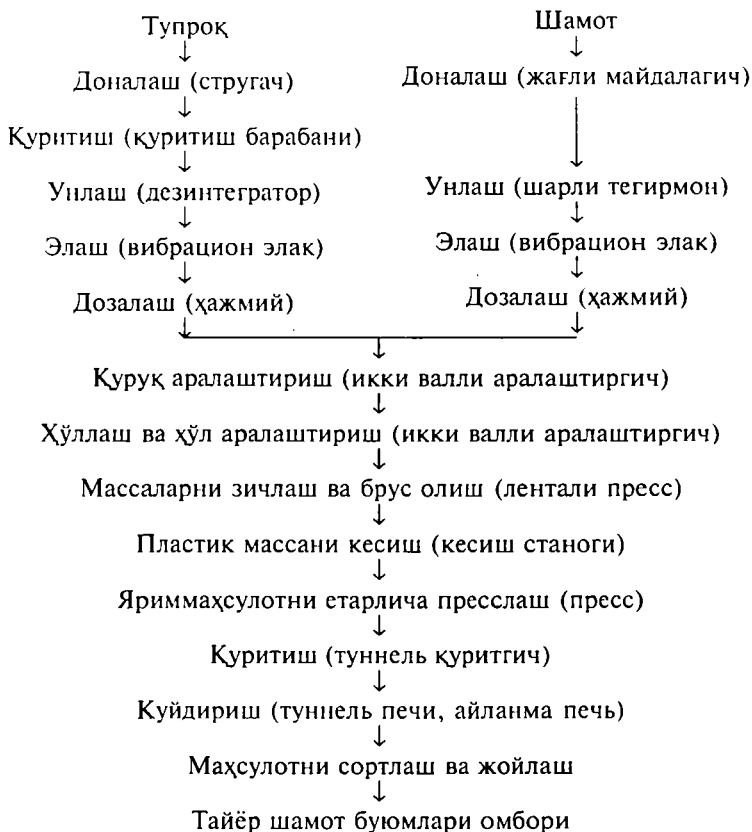 Тупроқ
Шамот
Доналаш (стругач)
Доналаш (жағли майдалагич)
Қуритиш (қуритиш барабани)
Унлаш (дезинтегратор)
Унлаш (шарли тегирмон)
Элаш (вибрацион элак)
Элаш (вибрацион элак)
Дозалаш (ҳажмий)
Дозалаш (ҳажмий)
Қуруқ аралаштириш (икки валли аралаштиргич)
Ҳўллаш ва ҳўл аралаштириш (икки валли аралаштиргич)
Массаларни зичлаш ва брус олиш (лентали пресс)
Пластик массани кесиш (кесиш станоги)
Яриммаҳсулотни етарлича пресслаш (пресс)
Қуритиш (туннель қуритгич)
Куйдириш (туннель печи, айланма печь)
Маҳсулотни сортлаш ва жойлаш
Тайёр шамот буюмлари омбори